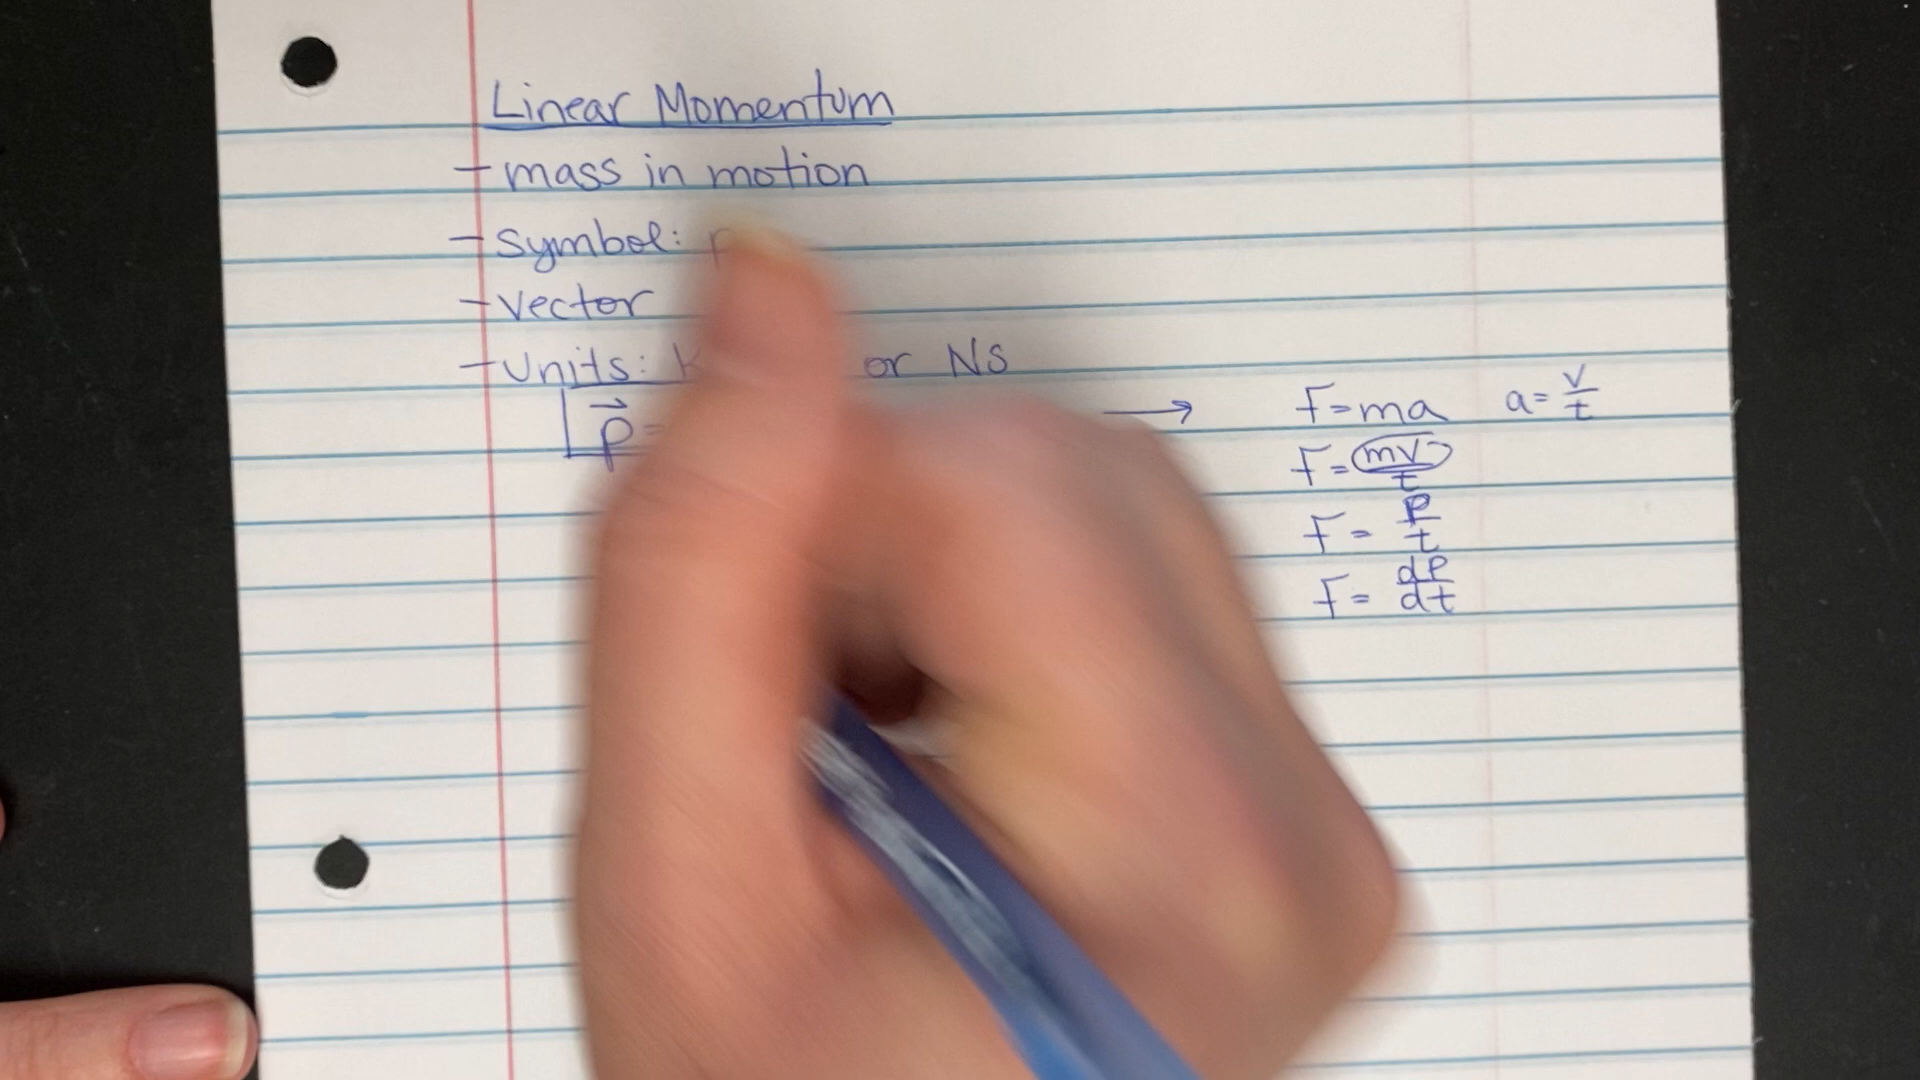 Linear Momentum
- mass in motion
- Symbol: p
- Vector
- Units: K or Ns
p⃗ =
→ F=ma a=v/t
F=mv/t
F=p/t
F=dp/dt